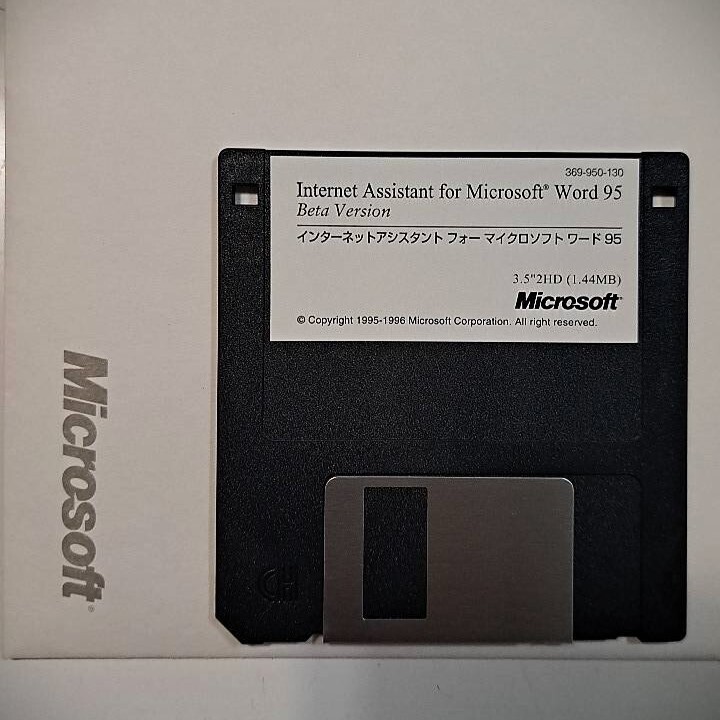 369-950-130
Internet Assistant for Microsoft® Word 95
Beta Version
インターネットアシスタント フォー マイクロソフト ワード 95
3.5"2HD (1.44MB)
Microsoft
© Copyright 1995-1996 Microsoft Corporation. All right reserved.
Microsoft®
CH